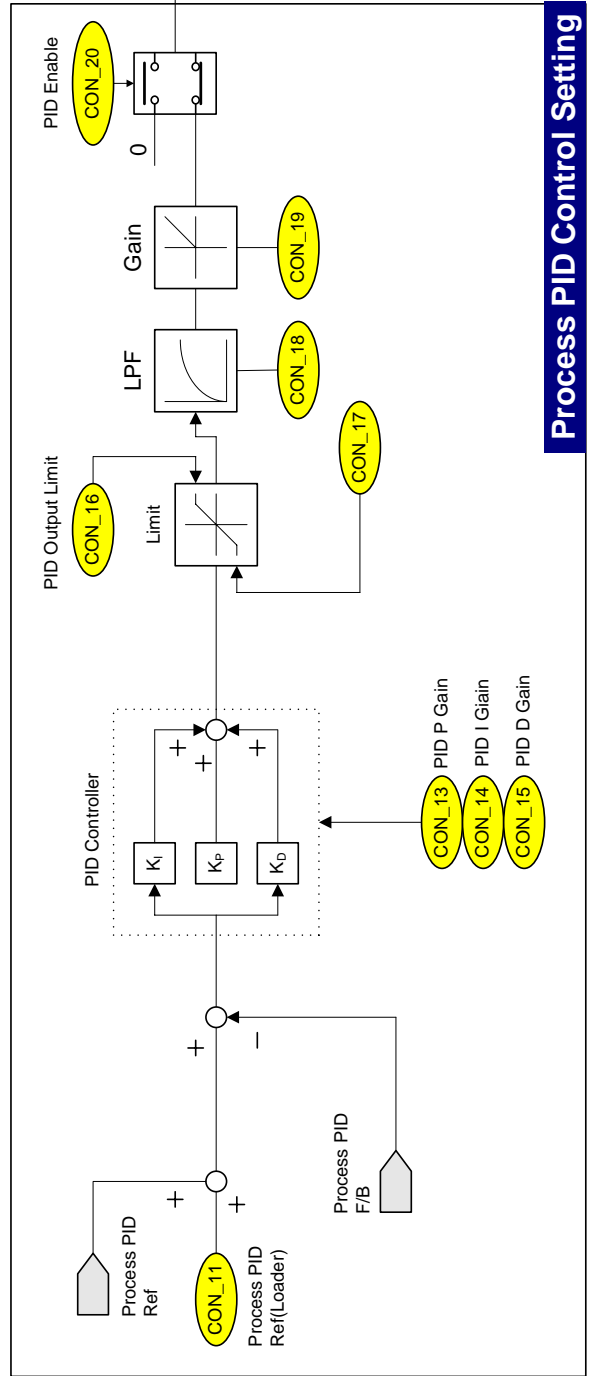 Process PID Control Setting
Process PID
Ref
CON_11
Process PID
Ref(Loader)
+
+
Process PID
F/B
+
−
PID Controller
K_I
K_P
K_D
+
+
+
CON_13 PID P Gain
CON_14 PID I Giain
CON_15 PID D Gain
PID Output Limit
CON_16
Limit
CON_17
LPF
CON_18
Gain
CON_19
0
PID Enable
CON_20